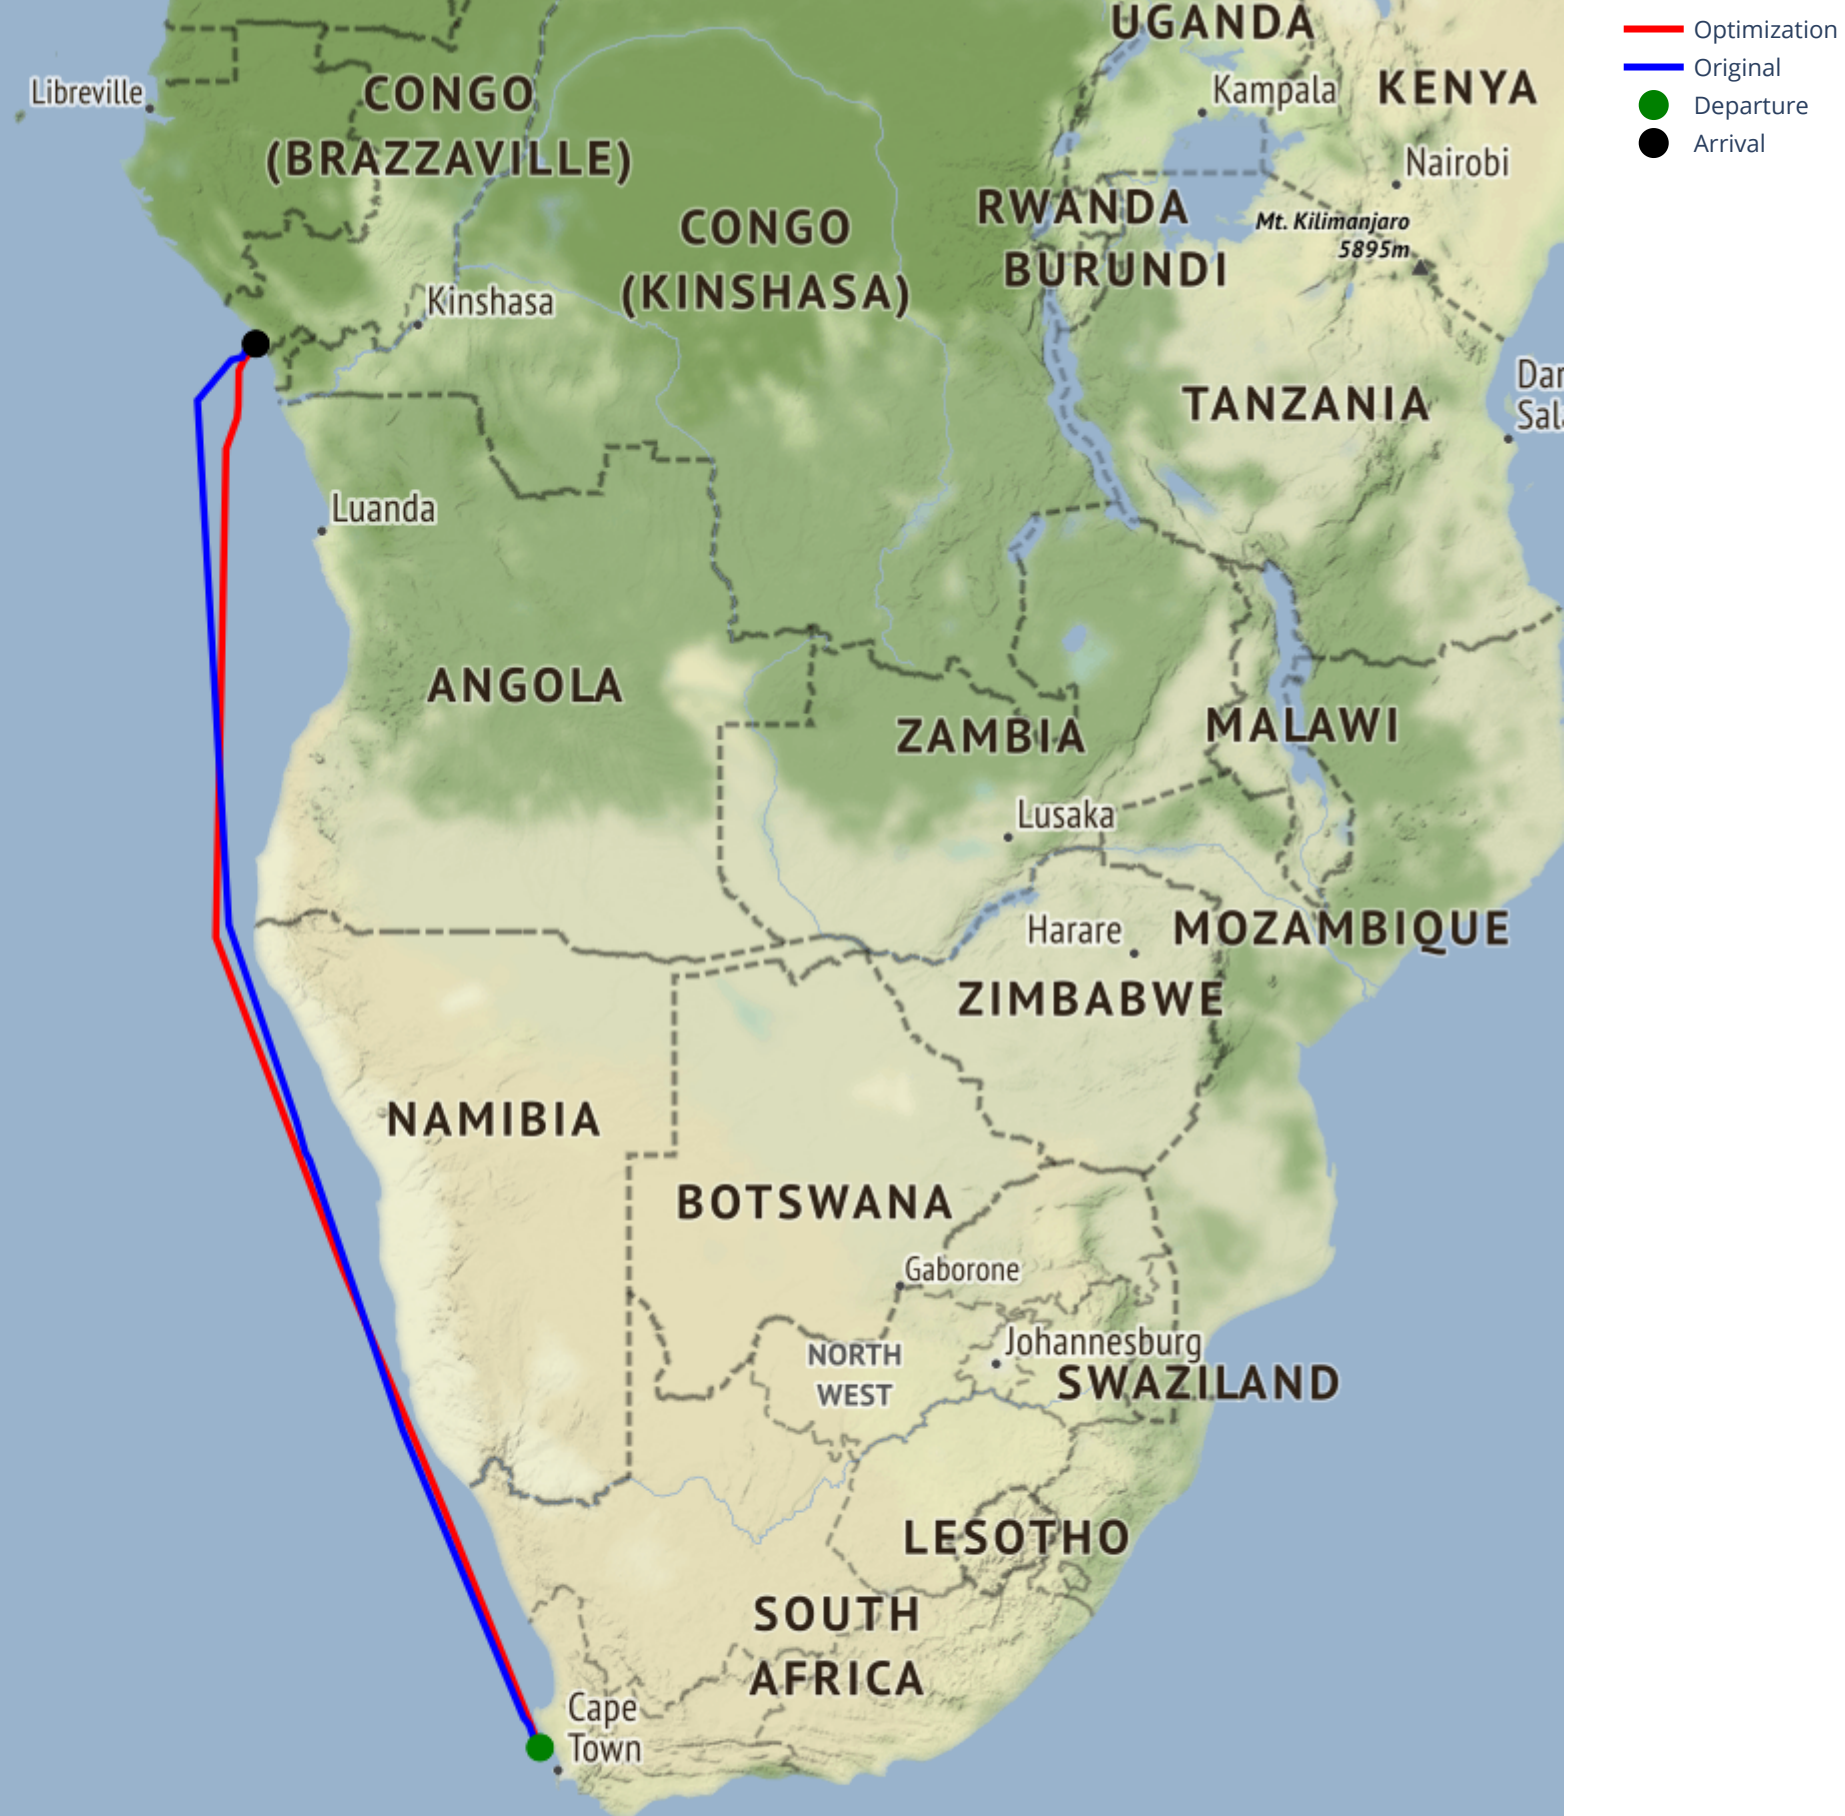 Optimization
Original
Departure
Arrival
UGANDA
Libreville
CONGO
(BRAZZAVILLE)
Kampala
KENYA
Nairobi
RWANDA
Mt. Kilimanjaro
5895m
CONGO
(KINSHASA)
BURUNDI
Kinshasa
TANZANIA
Dar
Sal
Luanda
ANGOLA
ZAMBIA
MALAWI
Lusaka
Harare
MOZAMBIQUE
ZIMBABWE
NAMIBIA
BOTSWANA
Gaborone
NORTH
WEST
Johannesburg
SWAZILAND
LESOTHO
SOUTH
AFRICA
Cape
Town